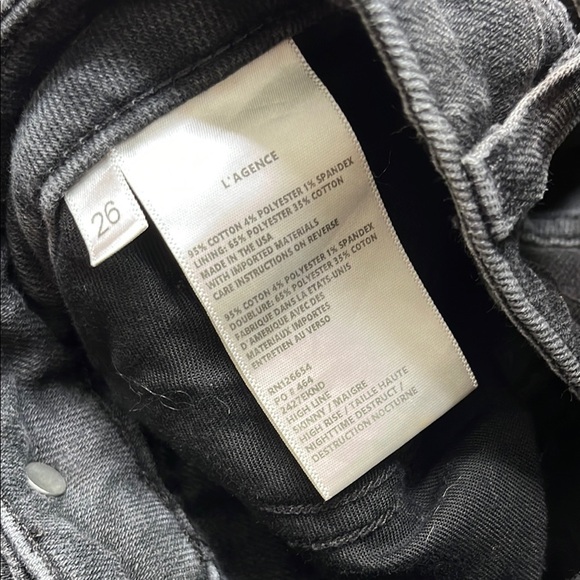 L'AGENCE
26
95% COTTON 4% POLYESTER 1% SPANDEX
LINING: 65% POLYESTER 35% COTTON
MADE IN THE USA
WITH IMPORTED MATERIALS
CARE INSTRUCTIONS ON REVERSE
95% COTON 4% POLYESTER 1% SPANDEX
DOUBLURE: 65% POLYESTER 35% COTON
FABRIQUE DANS LA ETATS-UNIS
D'AMERIQUE AVEC DES
MATERIAUX IMPORTES
ENTRETIEN AU VERSO
RN126654
PO # 464
2427EKND
HIGH LINE
SKINNY / MAIGRE
HIGH RISE / TAILLE HAUTE
NIGHTTIME DESTRUCT /
DESTRUCTION NOCTURNE